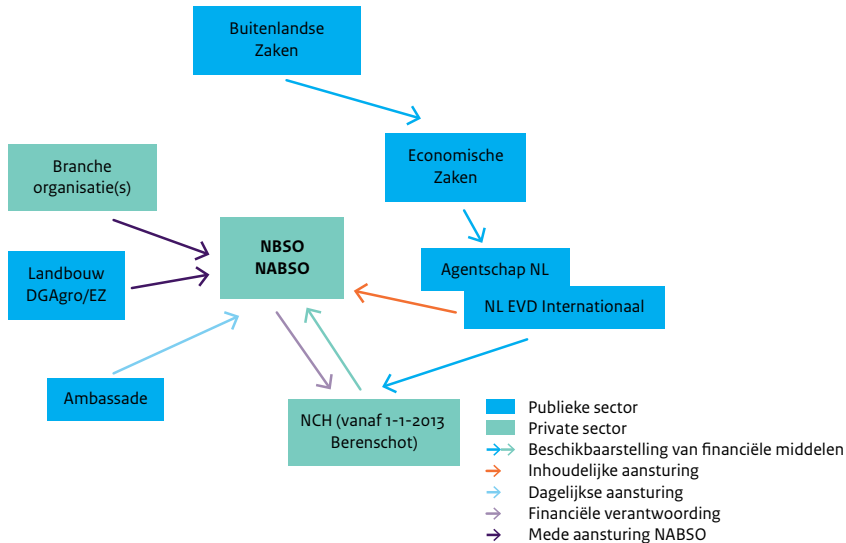 Buitenlandse
Zaken
Economische
Zaken
Branche
organisatie(s)
NBSO
NABSO
Landbouw
DGAgro/EZ
Agentschap NL
NL EVD Internationaal
Ambassade
NCH (vanaf 1-1-2013
Berenschot)
Publieke sector
Private sector
Beschikbaarstelling van financiële middelen
Inhoudelijke aansturing
Dagelijkse aansturing
Financiële verantwoording
Mede aansturing NABSO